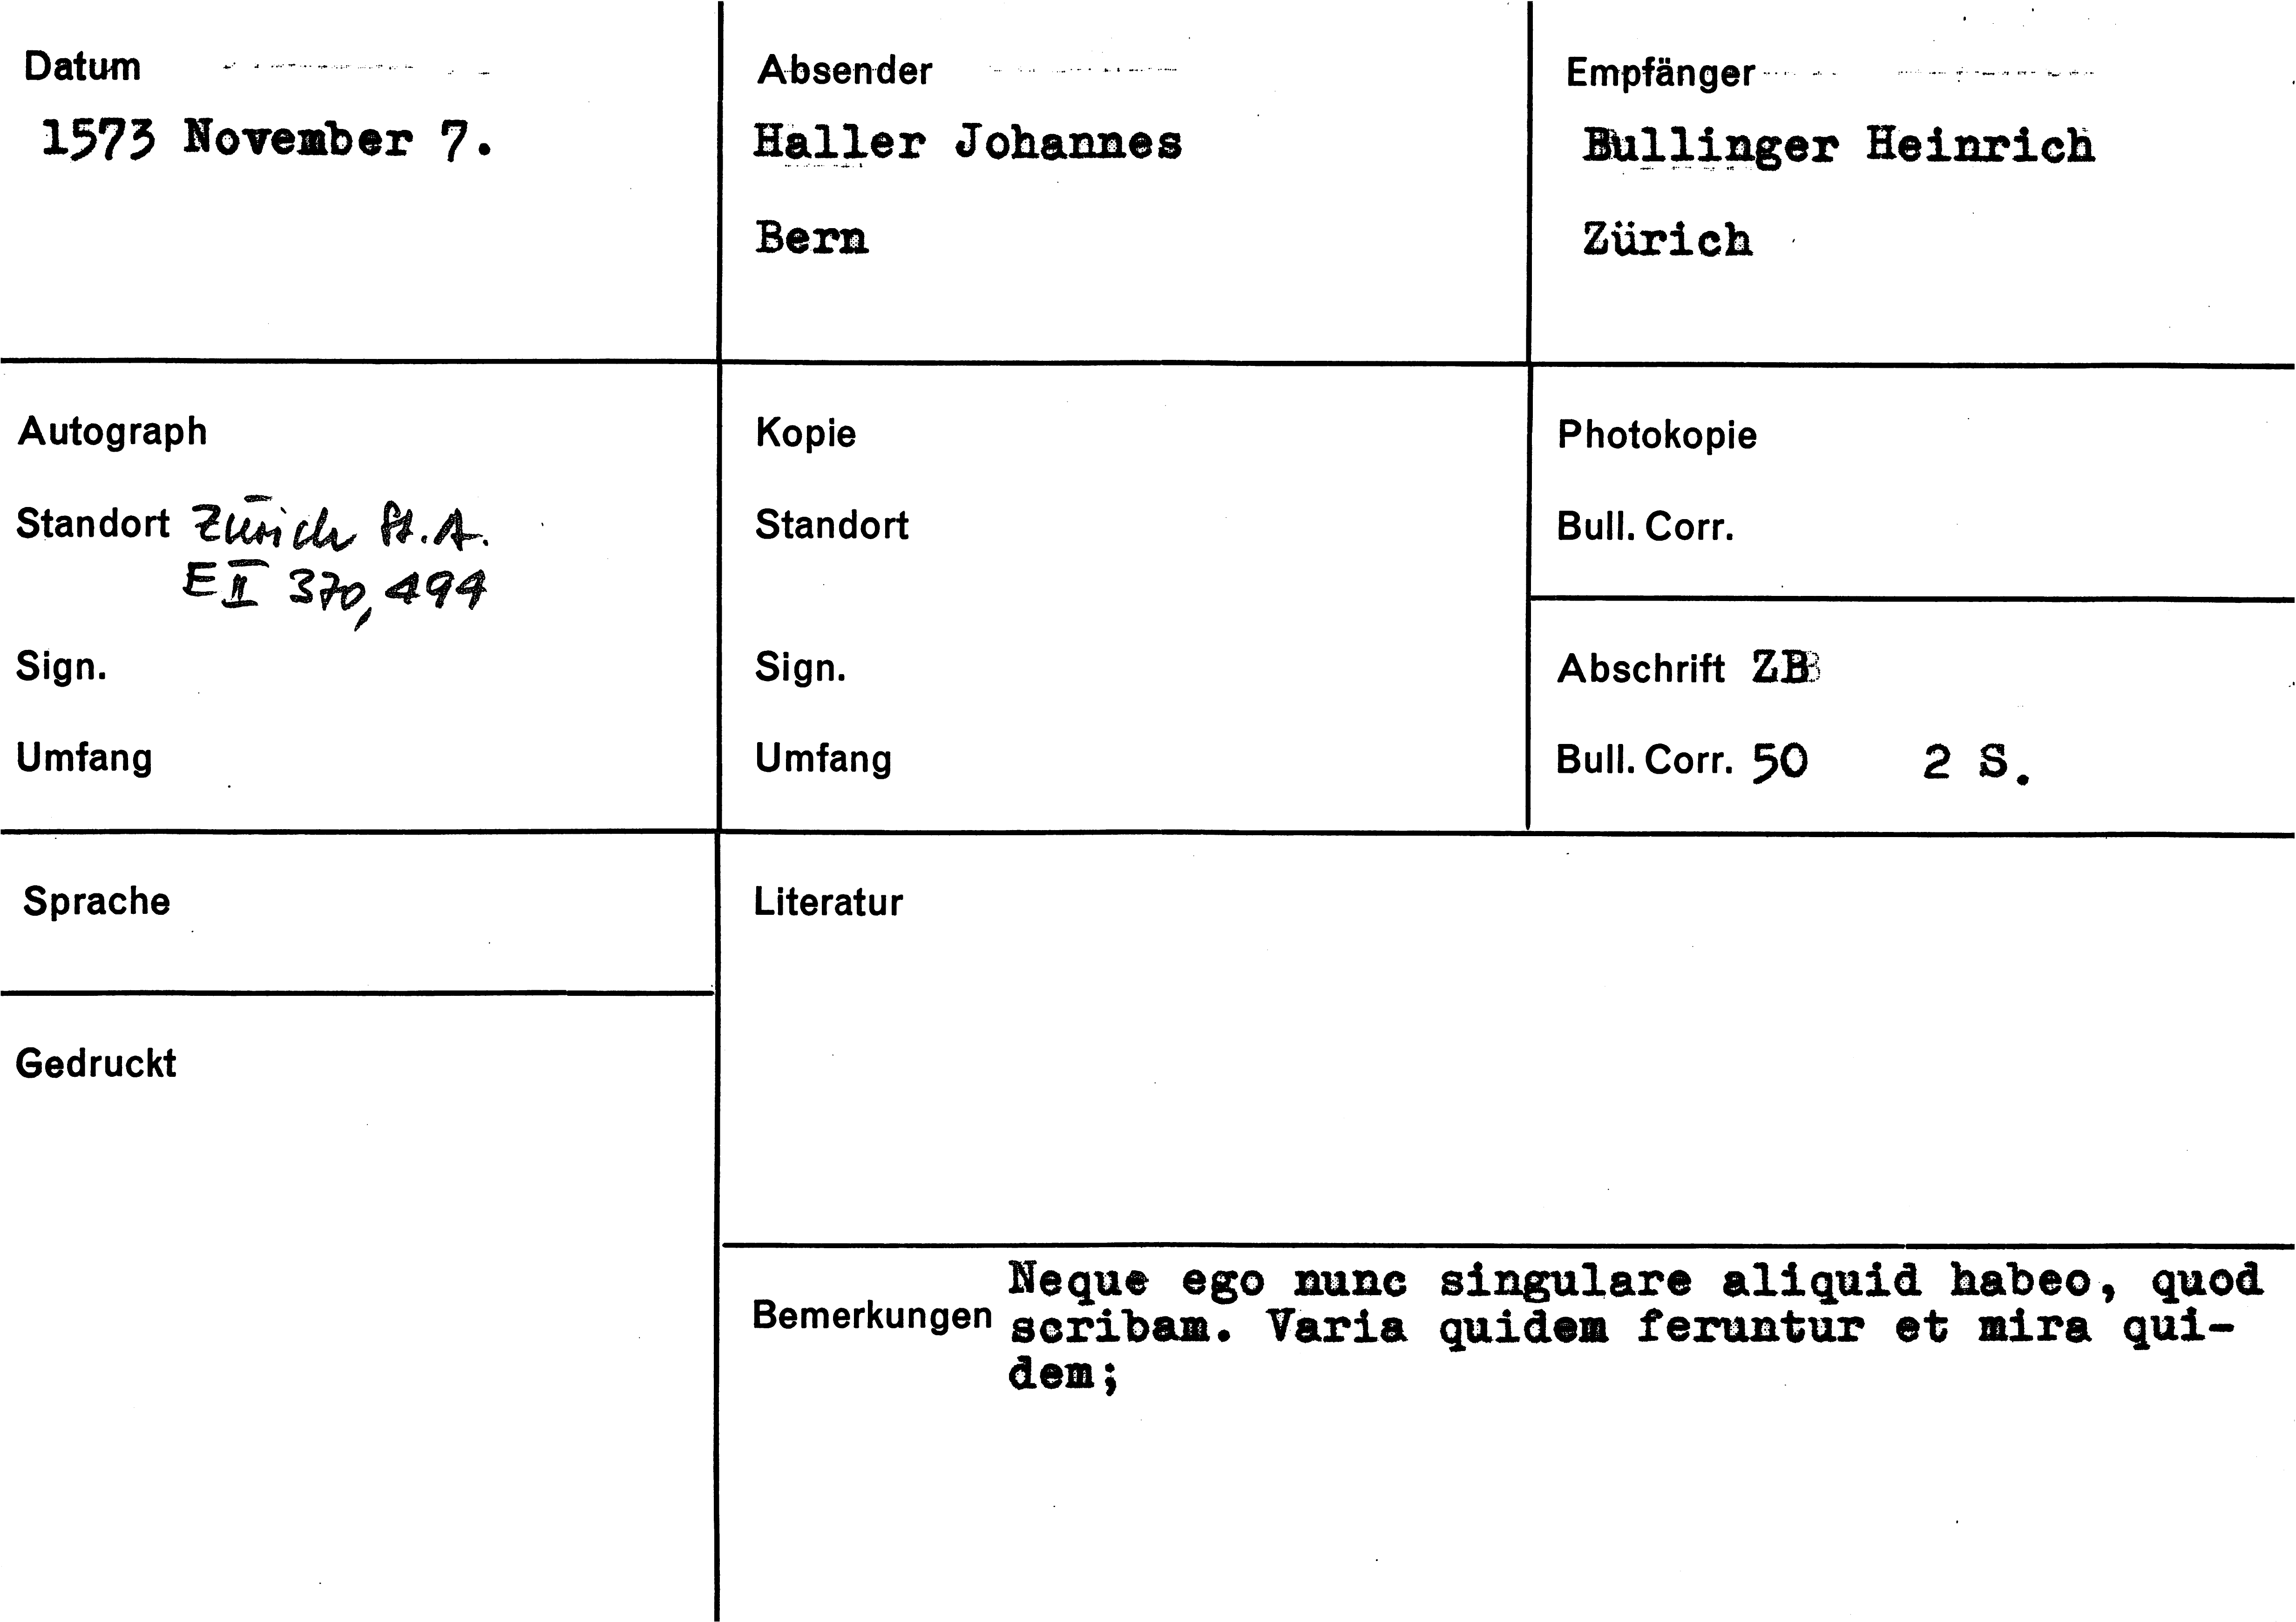 Datum
1573 November 7.
Absender
Haller Johannes
Bern
Empfänger
Bullinger Heinrich
Zürich
Autograph
Standort Zürich St.A.
E II 370, 494
Sign.
Umfang
Kopie
Standort
Sign.
Umfang
Photokopie
Bull. Corr.
Abschrift ZB
Bull. Corr. 50 2 S.
Sprache
Gedruckt
Literatur
Bemerkungen
Neque ego nunc singulare aliquid habeo, quod
scribam. Varia quidem feruntur et mira qui-
dem;